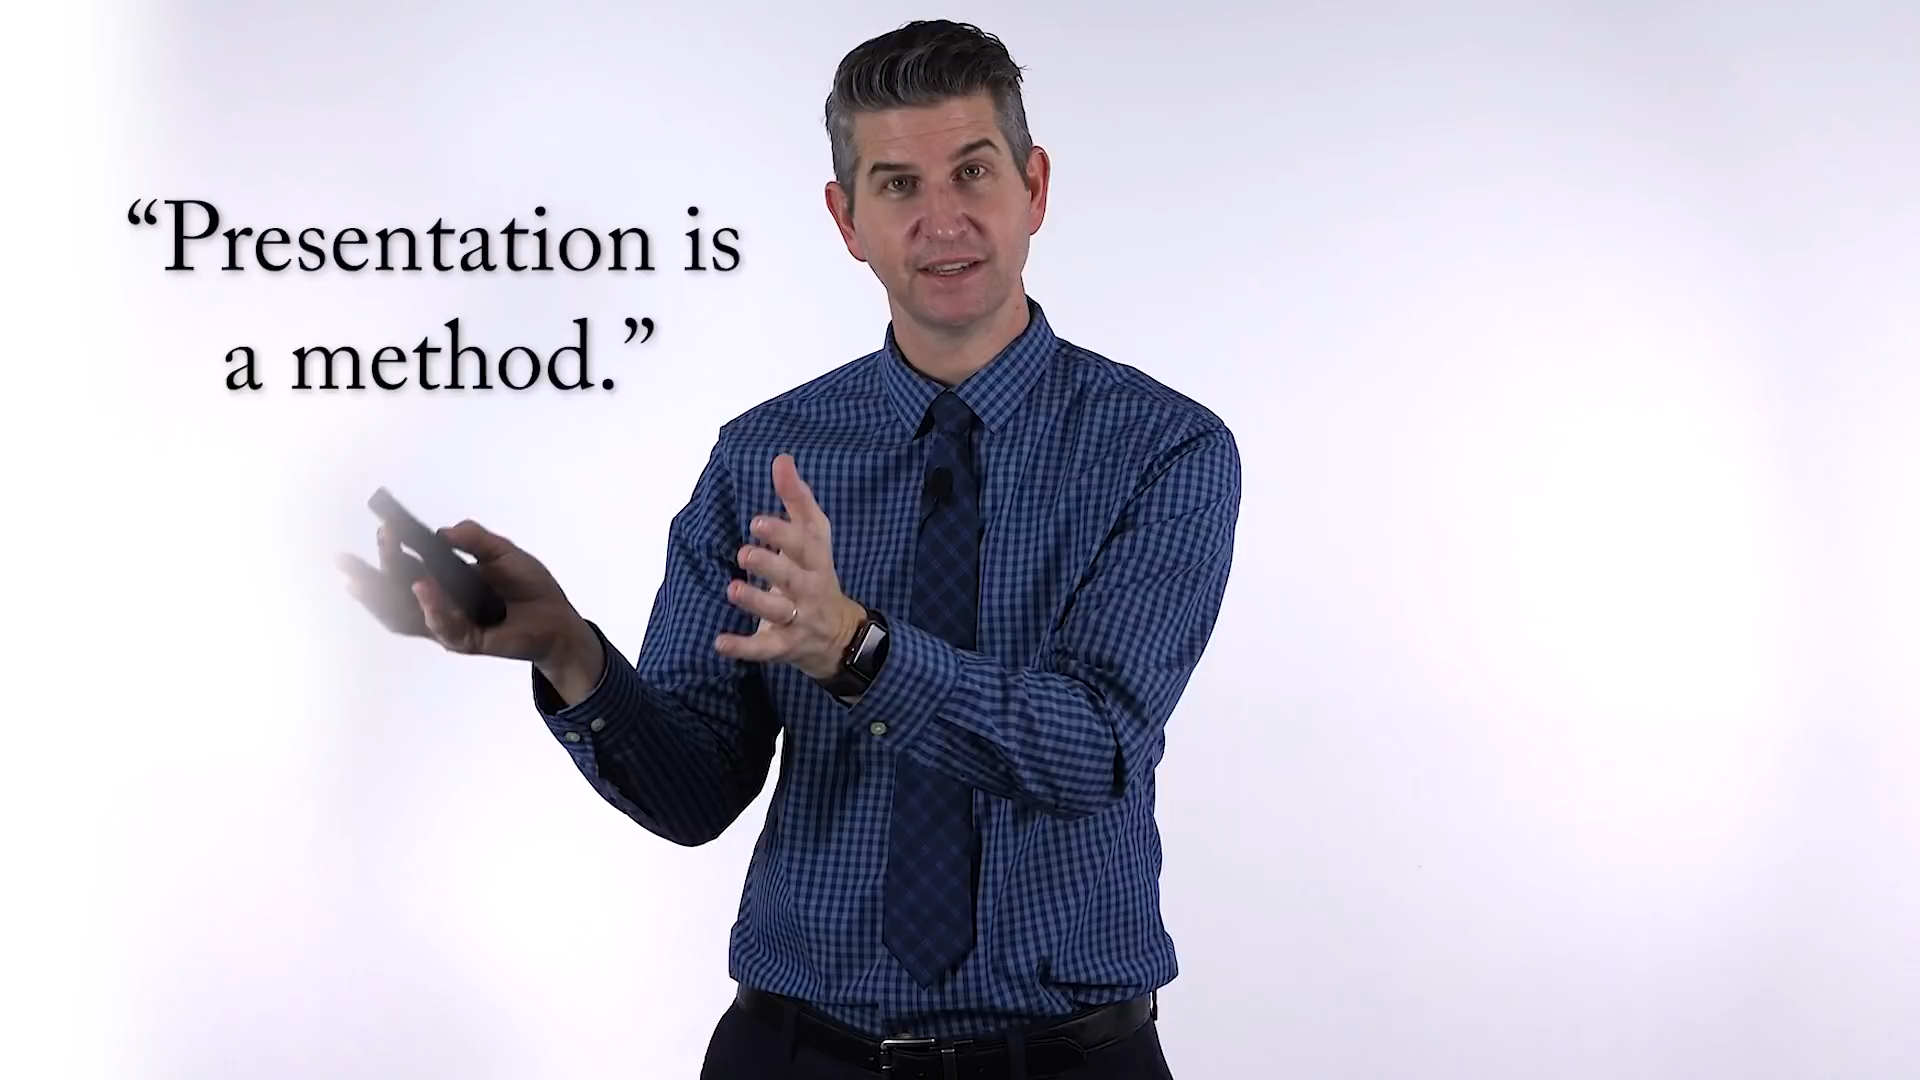 “Presentation is
a method.”